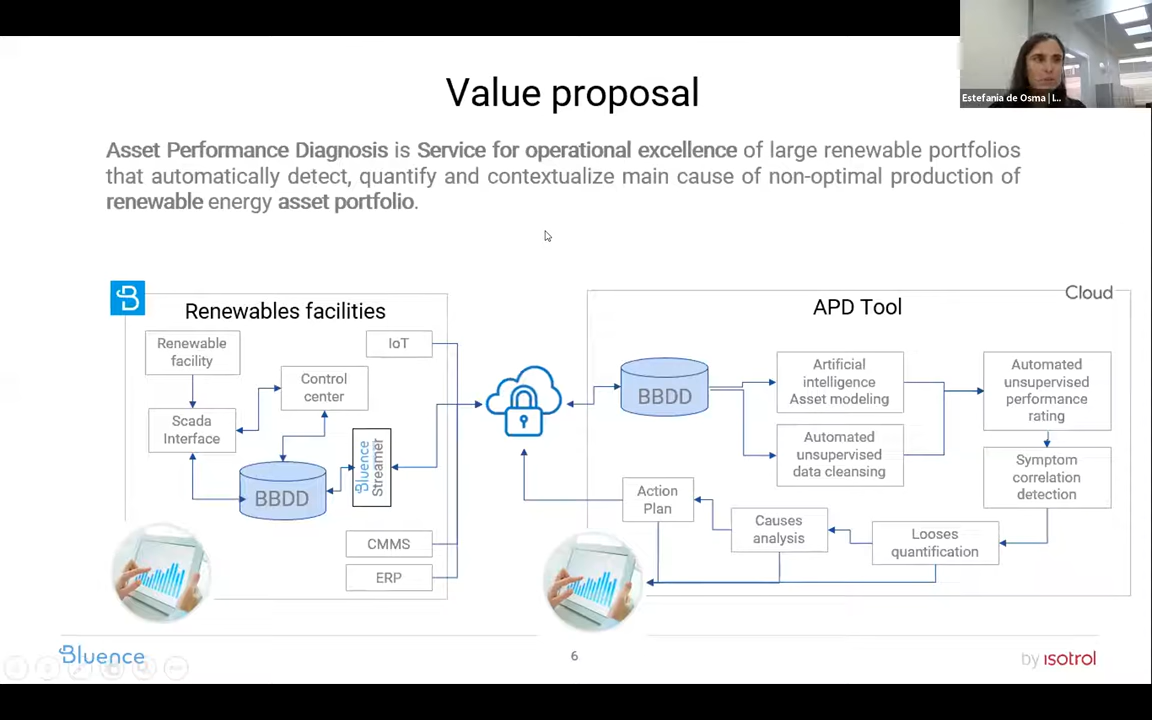 Estefania de Osma | I...
Value proposal
Asset Performance Diagnosis is Service for operational excellence of large renewable portfolios
that automatically detect, quantify and contextualize main cause of non-optimal production of
renewable energy asset portfolio.
Renewables facilities
Renewable
facility
IoT
Control
center
Scada
Interface
BBDD
Bluence
Streamer
CMMS
ERP
Cloud
APD Tool
BBDD
Artificial
intelligence
Asset modeling
Automated
unsupervised
data cleansing
Automated
unsupervised
performance
rating
Symptom
correlation
detection
Looses
quantification
Causes
analysis
Action
Plan
Bluence
6
by isotrol